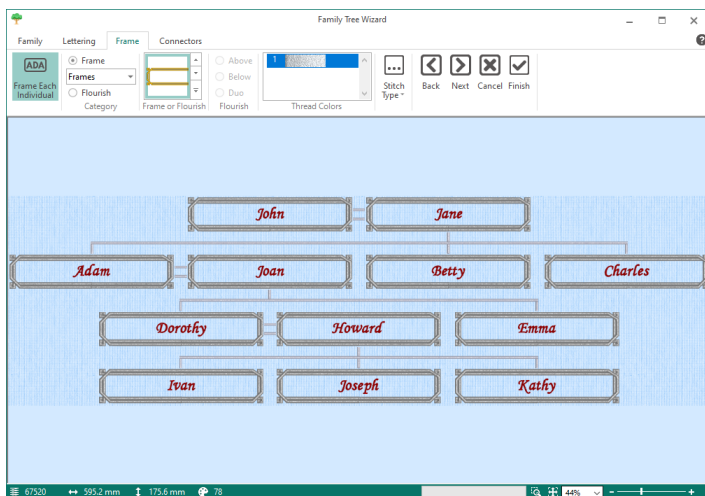 Family Tree Wizard
Family Lettering Frame Connectors
ADA
Frame Each
Individual
Frame
Frames
Flourish
Category
Frame or Flourish
Above
Below
Duo
Flourish
1
Thread Colors
Stitch
Type
Back Next Cancel Finish
John Jane
Adam Joan Betty Charles
Dorothy Howard Emma
Ivan Joseph Kathy
67520 595.2 mm 175.6 mm 78 44%